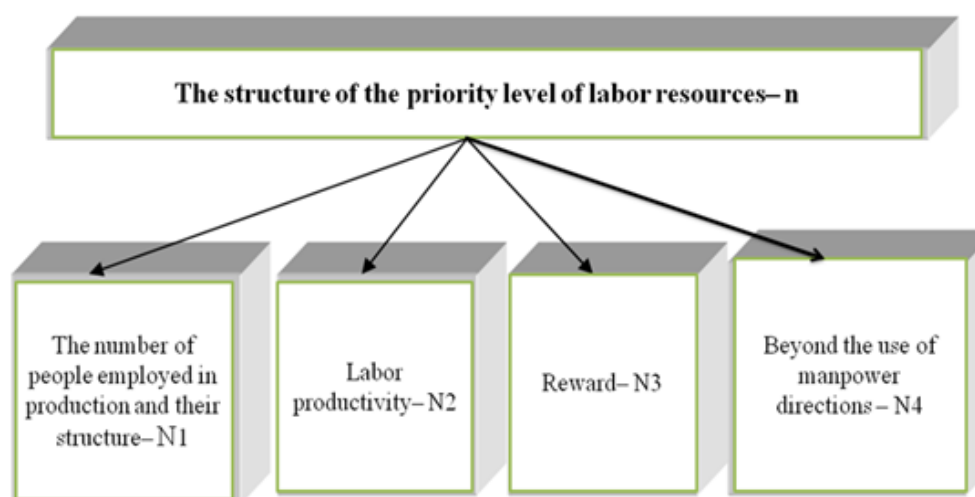 The structure of the priority level of labor resources– n
The number of
people employed in
production and their
structure– N1
Labor
productivity– N2
Reward– N3
Beyond the use of
manpower
directions – N4